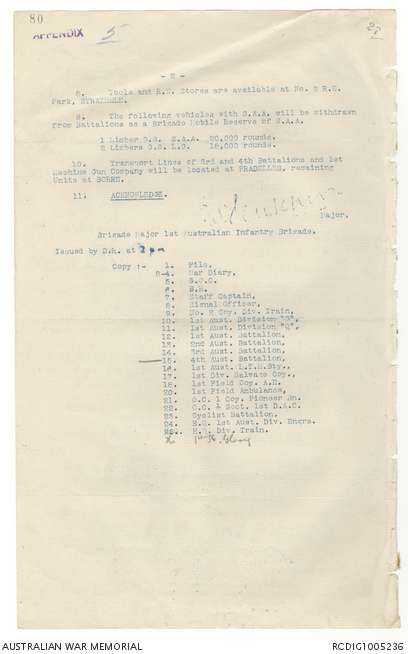 80
APPENDIX 5
- 2 -
8. Tools and R.E. Stores are available at No. 2 R.E.
Park, STRAZEELE.
9. The following vehicles with S.A.A. will be withdrawn
from Battalions as a Brigade Mobile Reserve of S.A.A.
1 Limber G.S. S.A.A. 20,000 rounds.
2 Limbers G.S. L.G. 16,000 rounds.
10. Transport Lines of 3rd and 4th Battalions and 1st
Machine Gun Company will be located at PRADELLES, remaining
Units at BORRE.
11. ACKNOWLEDGE.
Major,
Brigade Major 1st Australian Infantry Brigade.
Issued by D.R. at 2 pm
Copy :- 1. File.
2-4. War Diary,
5. G.O.C.
6. B.M.
7. Staff Captain,
8. Signal Officer,
9. No. 2 Coy. Div. Train,
10. 1st Aust. Division "G",
11. 1st Aust. Division "Q",
12. 1st Aust. Battalion,
13. 2nd Aust. Battalion,
14. 3rd Aust. Battalion,
15. 4th Aust. Battalion,
16. 1st Aust. L.T.M.Bty.,
17. 1st Div. Salvage Coy.,
18. 1st Field Coy. A.E.
20. 1st Field Ambulance,
21. O.C. 1 Coy. Pioneer Bn.
22. O.C. 4 Sect. 1st D.A.C.
23. Cyclist Battalion.
24. H.Q. 1st Aust. Div. Engrs.
25. H.Q. Div. Train.
AUSTRALIAN WAR MEMORIAL
RCDIG1005236